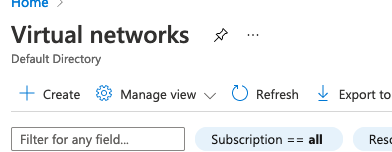 Home
Virtual networks
Default Directory
Create Manage view Refresh Export to
Filter for any field... Subscription == all